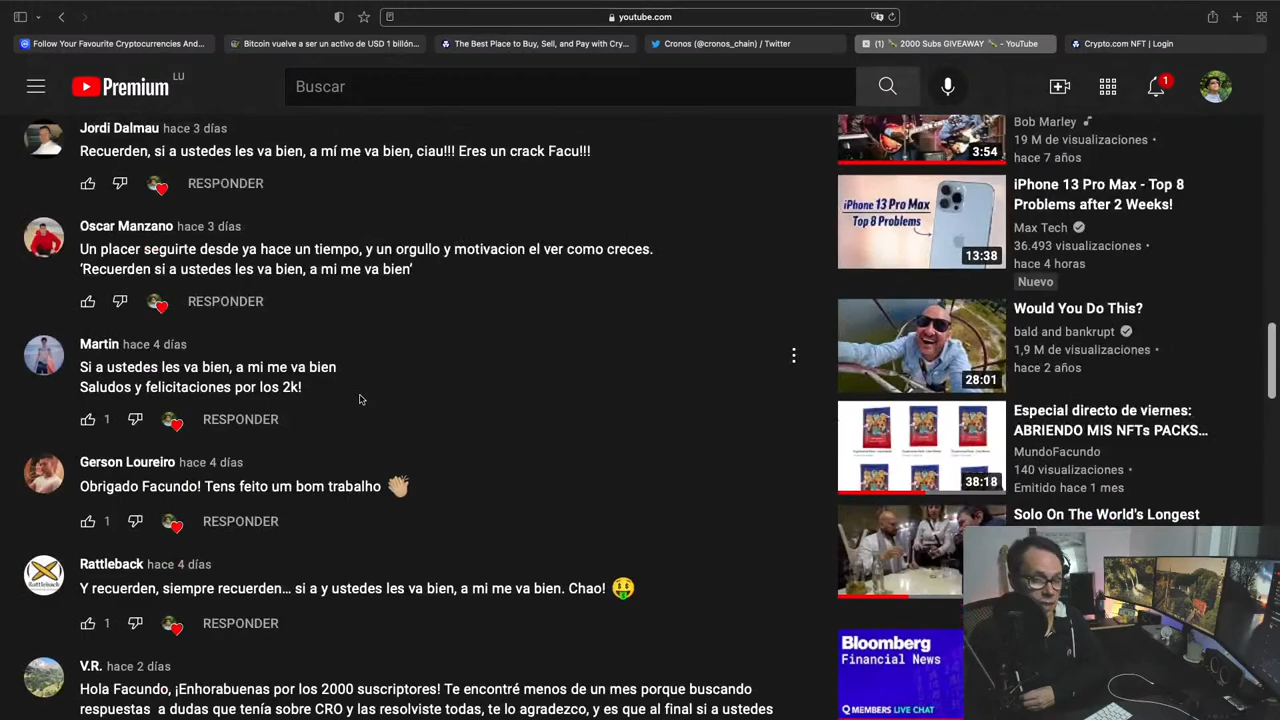 youtube.com
Follow Your Favourite Cryptocurrencies And...
Bitcoin vuelve a ser un activo de USD 1 billón...
The Best Place to Buy, Sell, and Pay with Cry...
Cronos (@cronos_chain) / Twitter
(1) 🍾 2000 Subs GIVEAWAY 🍾 - YouTube
Crypto.com NFT | Login
Premium LU
Buscar
1
Jordi Dalmau hace 3 días
Recuerden, si a ustedes les va bien, a mí me va bien, ciau!!! Eres un crack Facu!!!
RESPONDER
Oscar Manzano hace 3 días
Un placer seguirte desde ya hace un tiempo, y un orgullo y motivacion el ver como creces.
‘Recuerden si a ustedes les va bien, a mi me va bien’
RESPONDER
Martin hace 4 días
Si a ustedes les va bien, a mi me va bien
Saludos y felicitaciones por los 2k!
1 RESPONDER
Gerson Loureiro hace 4 días
Obrigado Facundo! Tens feito um bom trabalho 👏🏼
1 RESPONDER
Rattleback hace 4 días
Y recuerden, siempre recuerden... si a y ustedes les va bien, a mi me va bien. Chao! 🤑
1 RESPONDER
V.R. hace 2 días
Hola Facundo, ¡Enhorabuenas por los 2000 suscriptores! Te encontré menos de un mes porque buscando
respuestas a dudas que tenía sobre CRO y las resolviste todas, te lo agradezco, y es que al final si a ustedes
Bob Marley
19 M de visualizaciones •
hace 7 años
3:54
iPhone 13 Pro Max - Top 8
Problems after 2 Weeks!
Max Tech
36.493 visualizaciones •
hace 4 horas
Nuevo
iPHONE 13 Pro Max
Top 8 Problems
13:38
Would You Do This?
bald and bankrupt
1,9 M de visualizaciones •
hace 2 años
28:01
Especial directo de viernes:
ABRIENDO MIS NFTs PACKS...
MundoFacundo
140 visualizaciones •
Emitido hace 1 mes
38:18
Solo On The World's Longest
Bloomberg
Financial News
MEMBERS LIVE CHAT